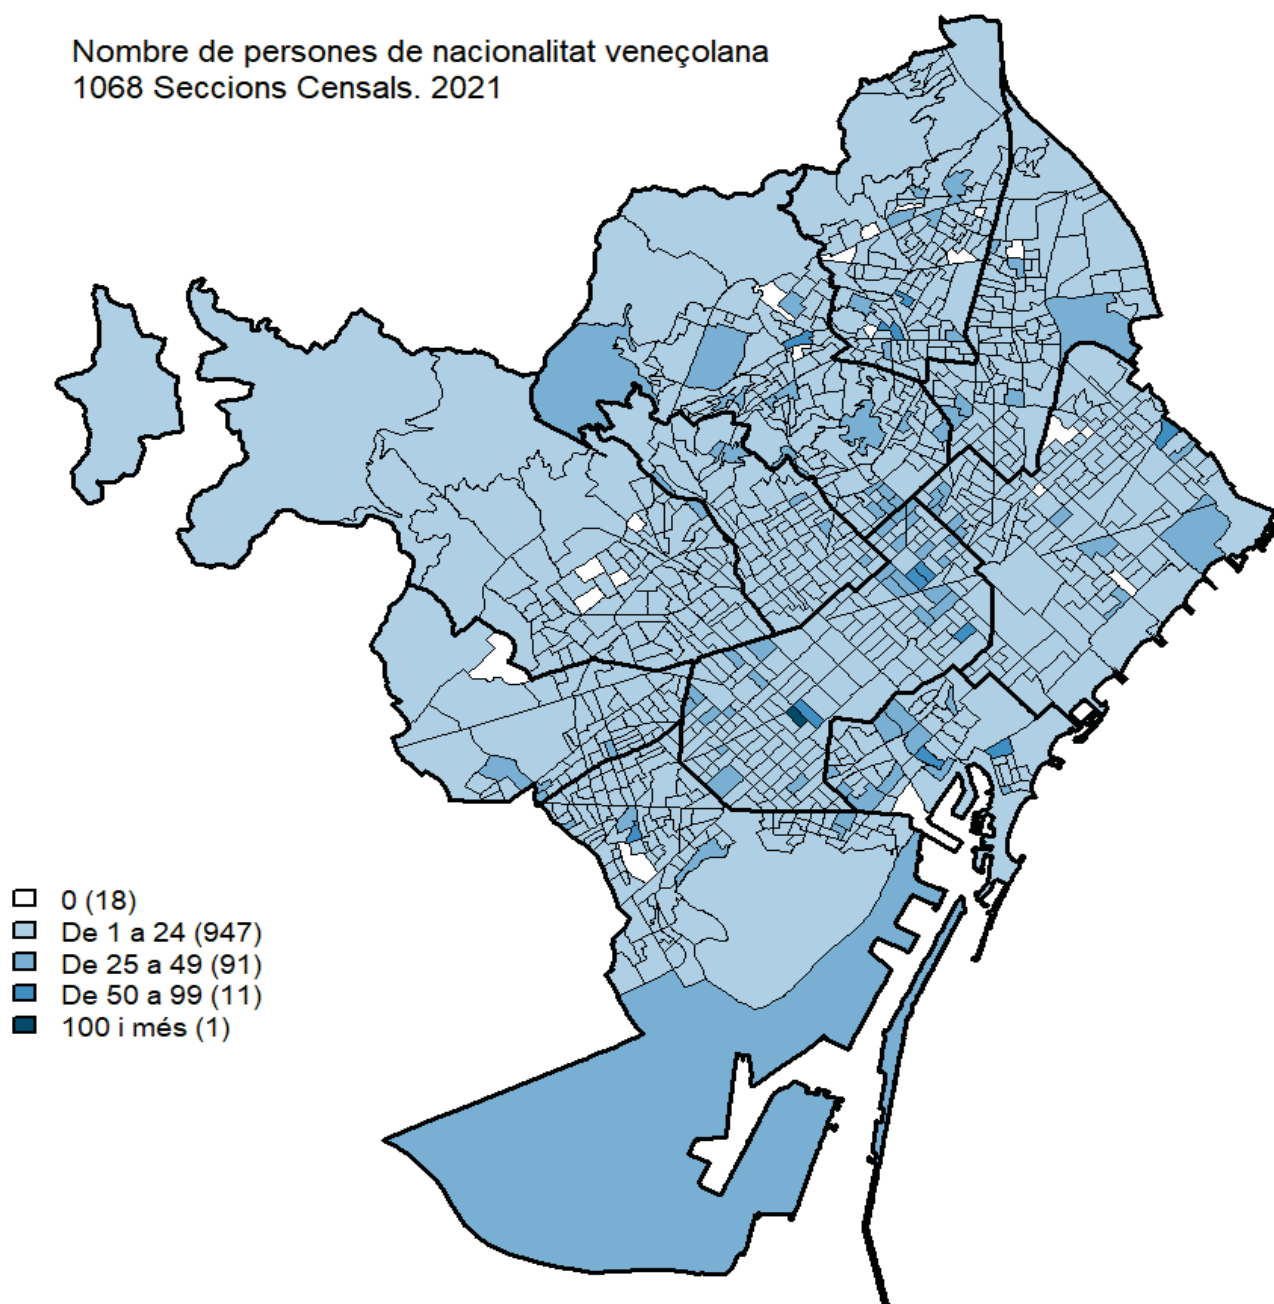 Nombre de persones de nacionalitat veneçolana
1068 Seccions Censals. 2021
0 (18)
De 1 a 24 (947)
De 25 a 49 (91)
De 50 a 99 (11)
100 i més (1)